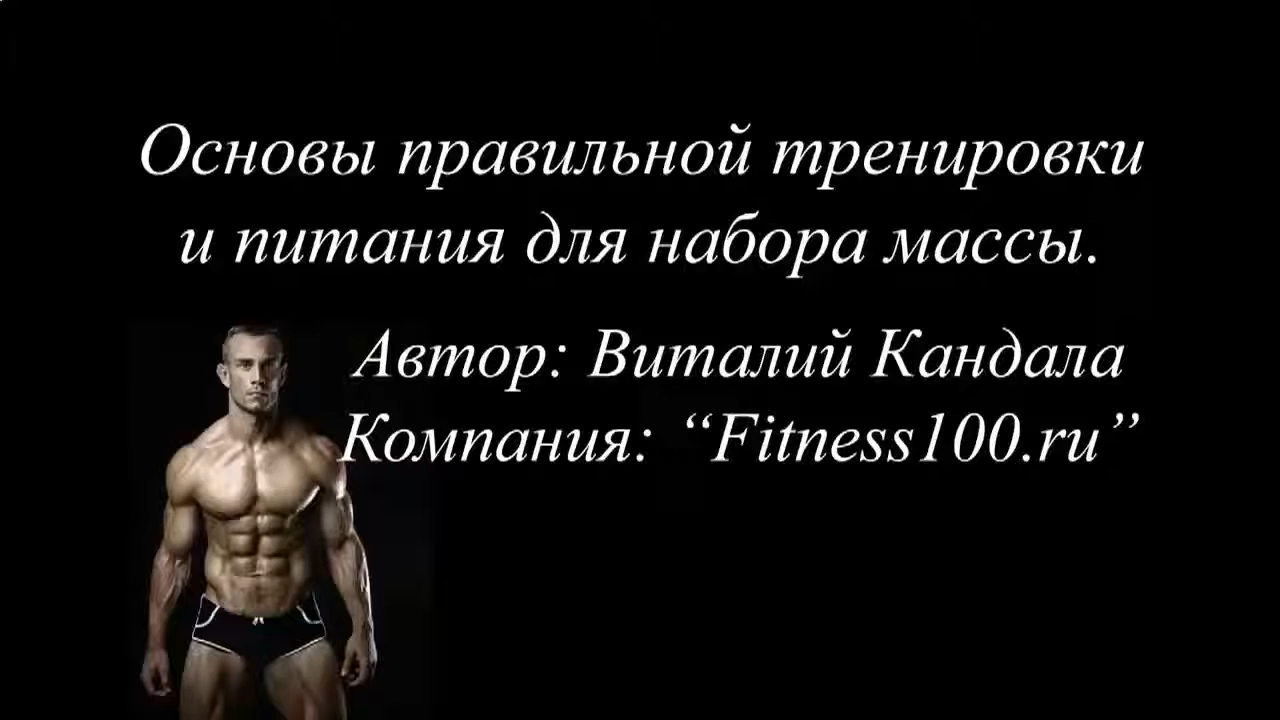 Основы правильной тренировки
и питания для набора массы.
Автор: Виталий Кандала
Компания: “Fitness100.ru”